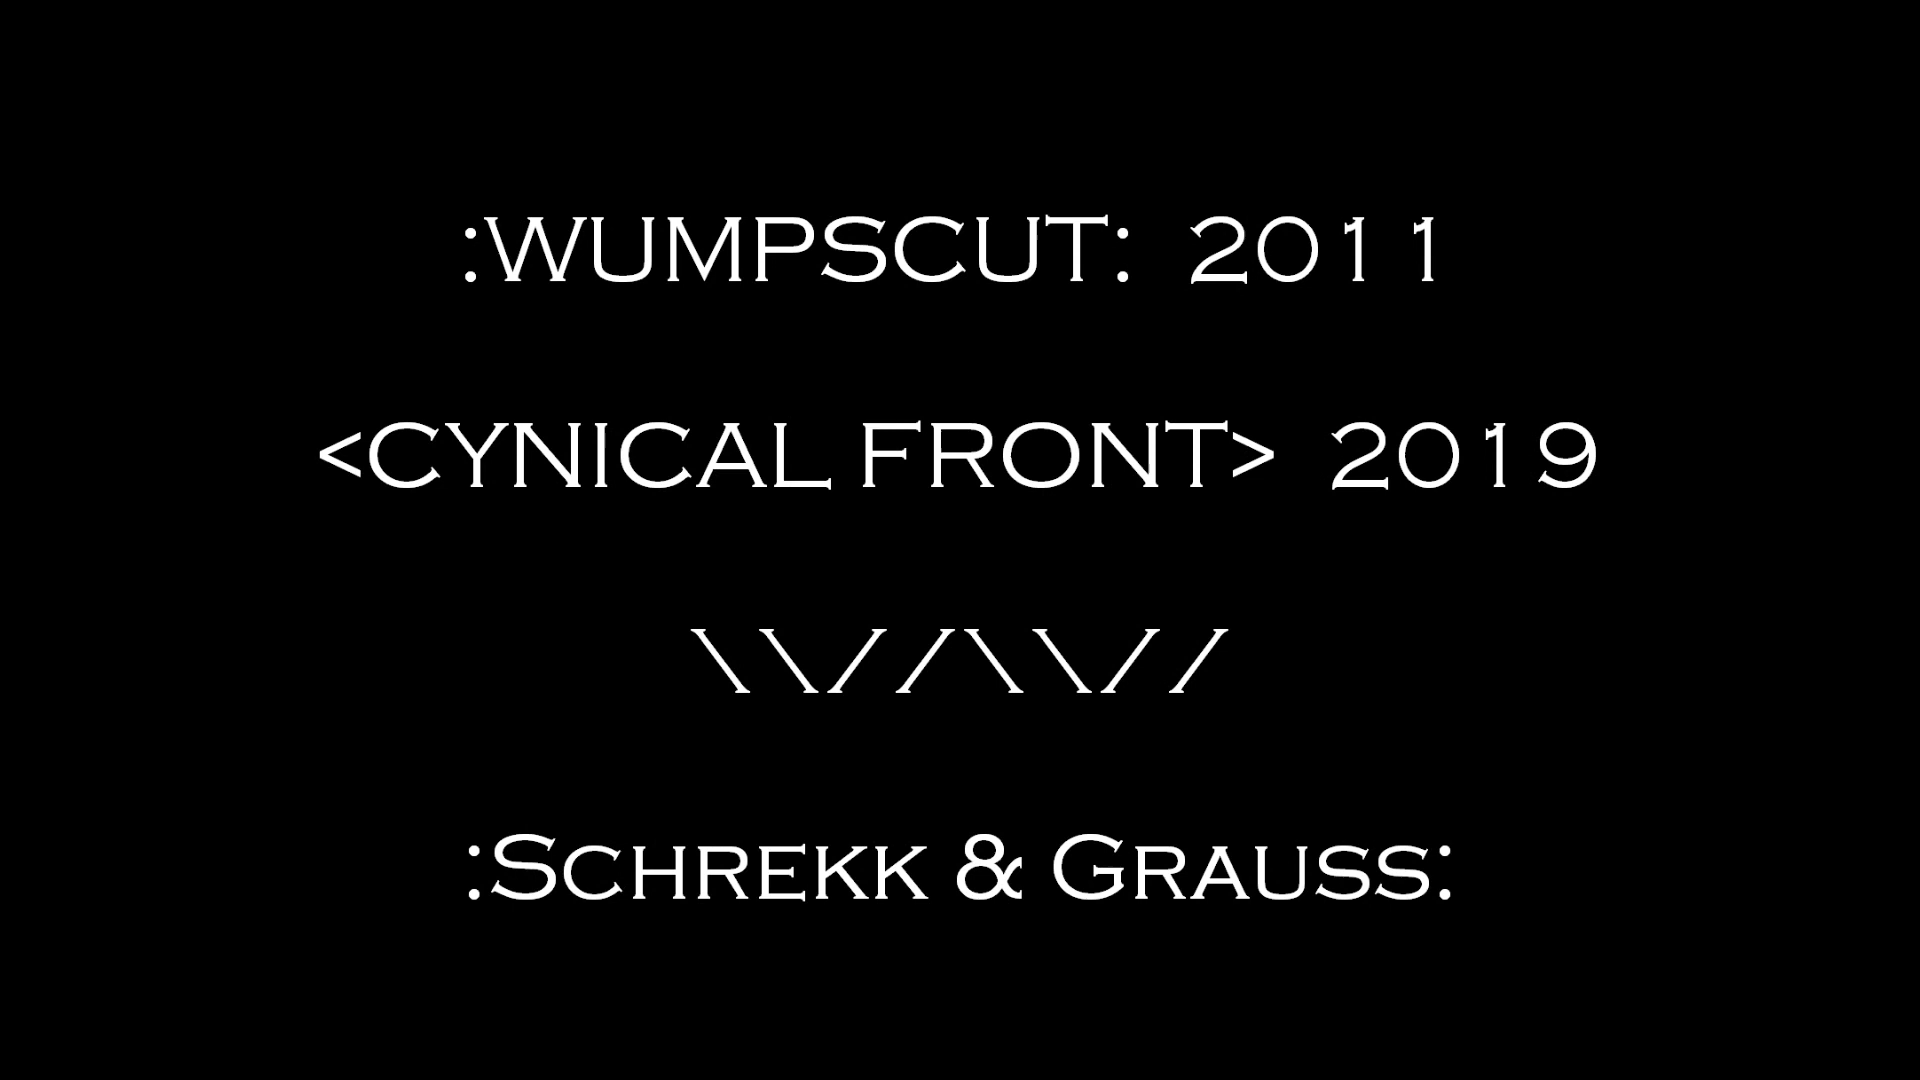 :WUMPSCUT: 2011
<CYNICAL FRONT> 2019
\\//\\//
:Schrekk & Grauss: